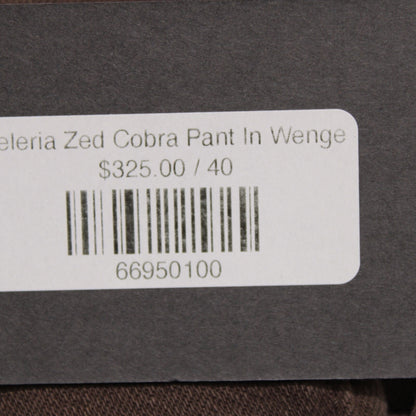 eleria Zed Cobra Pant In Wenge
$325.00 / 40
66950100